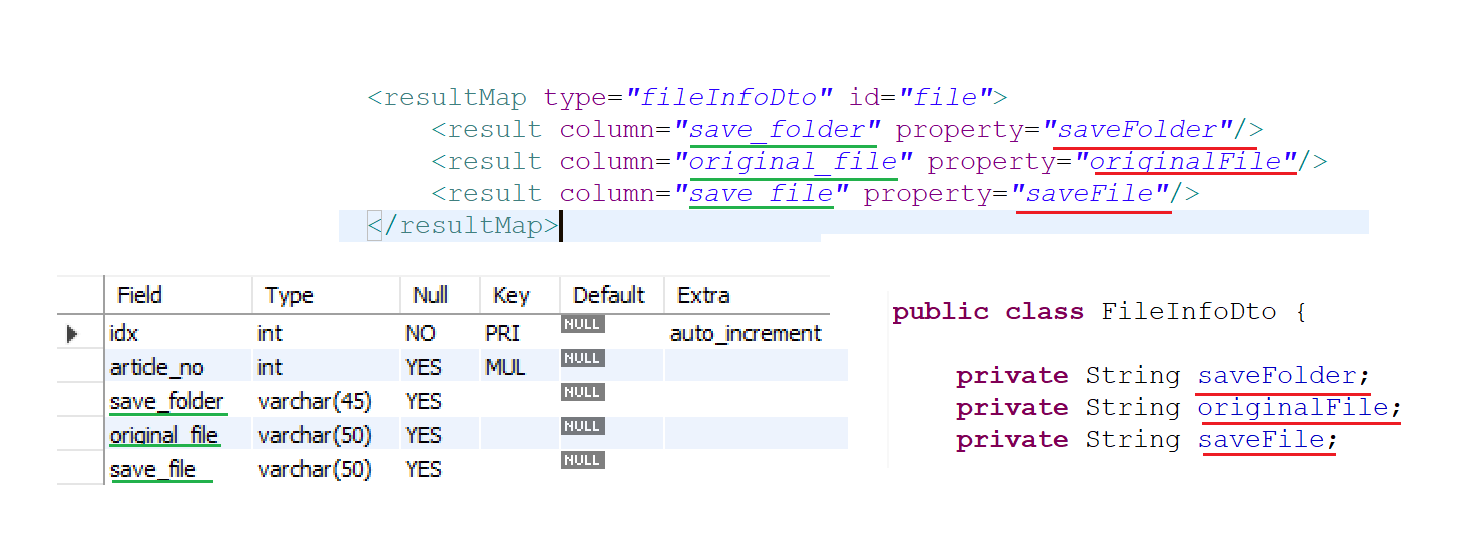 <resultMap type="fileInfoDto" id="file">
<result column="save_folder" property="saveFolder"/>
<result column="original_file" property="originalFile"/>
<result column="save_file" property="saveFile"/>
</resultMap>
Field Type Null Key Default Extra
idx int NO PRI NULL auto_increment
article_no int YES MUL NULL
save_folder varchar(45) YES NULL
original_file varchar(50) YES NULL
save_file varchar(50) YES NULL
public class FileInfoDto {
private String saveFolder;
private String originalFile;
private String saveFile;